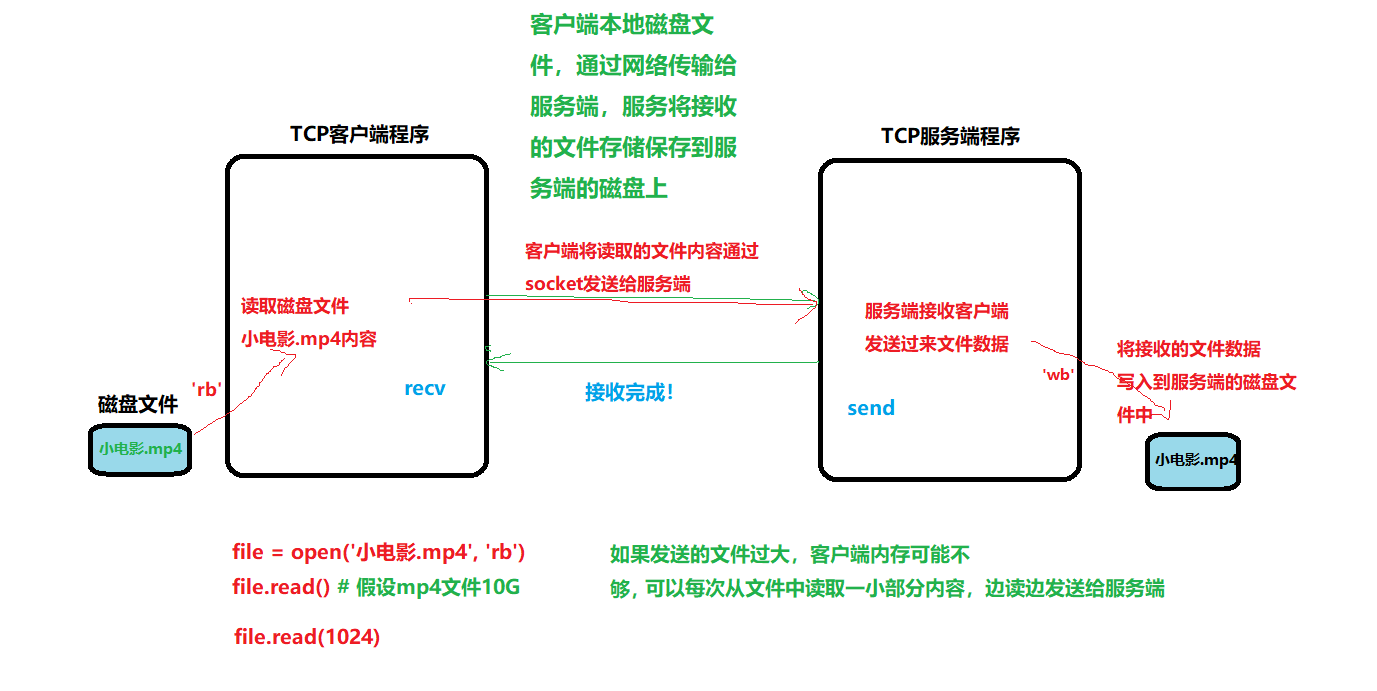 客户端本地磁盘文
件，通过网络传输给
服务端，服务将接收
的文件存储保存到服
务端的磁盘上
TCP客户端程序
TCP服务端程序
客户端将读取的文件内容通过
socket发送给服务端
读取磁盘文件
小电影.mp4内容
服务端接收客户端
发送过来文件数据
将接收的文件数据
写入到服务端的磁盘文
件中
'rb'
'wb'
recv
接收完成！
send
磁盘文件
小电影.mp4
小电影.mp4
file = open('小电影.mp4', 'rb')
file.read() # 假设mp4文件10G
file.read(1024)
如果发送的文件过大，客户端内存可能不
够, 可以每次从文件中读取一小部分内容，边读边发送给服务端